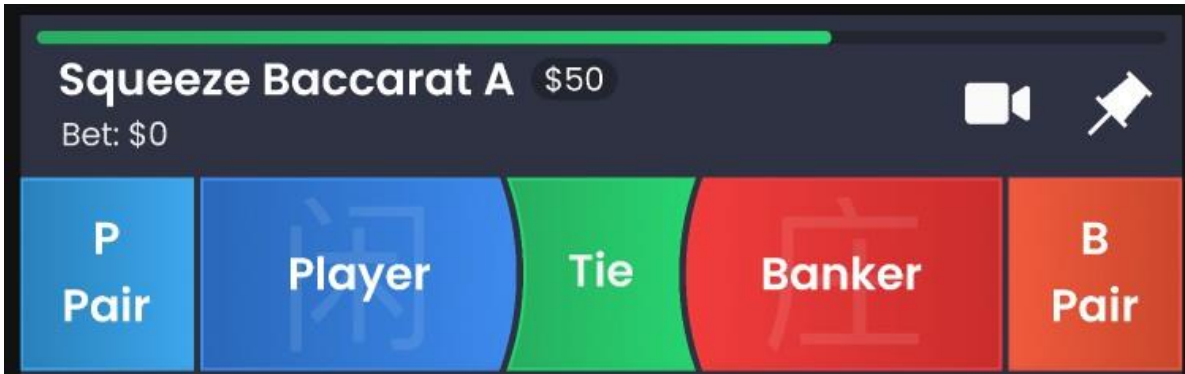 Squeeze Baccarat A $50
Bet: $0
P Pair
闲
Player
Tie
庄
Banker
B Pair